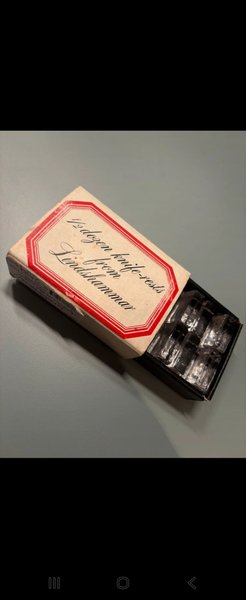 ½ dozen knife-rests
from
Lindshammar